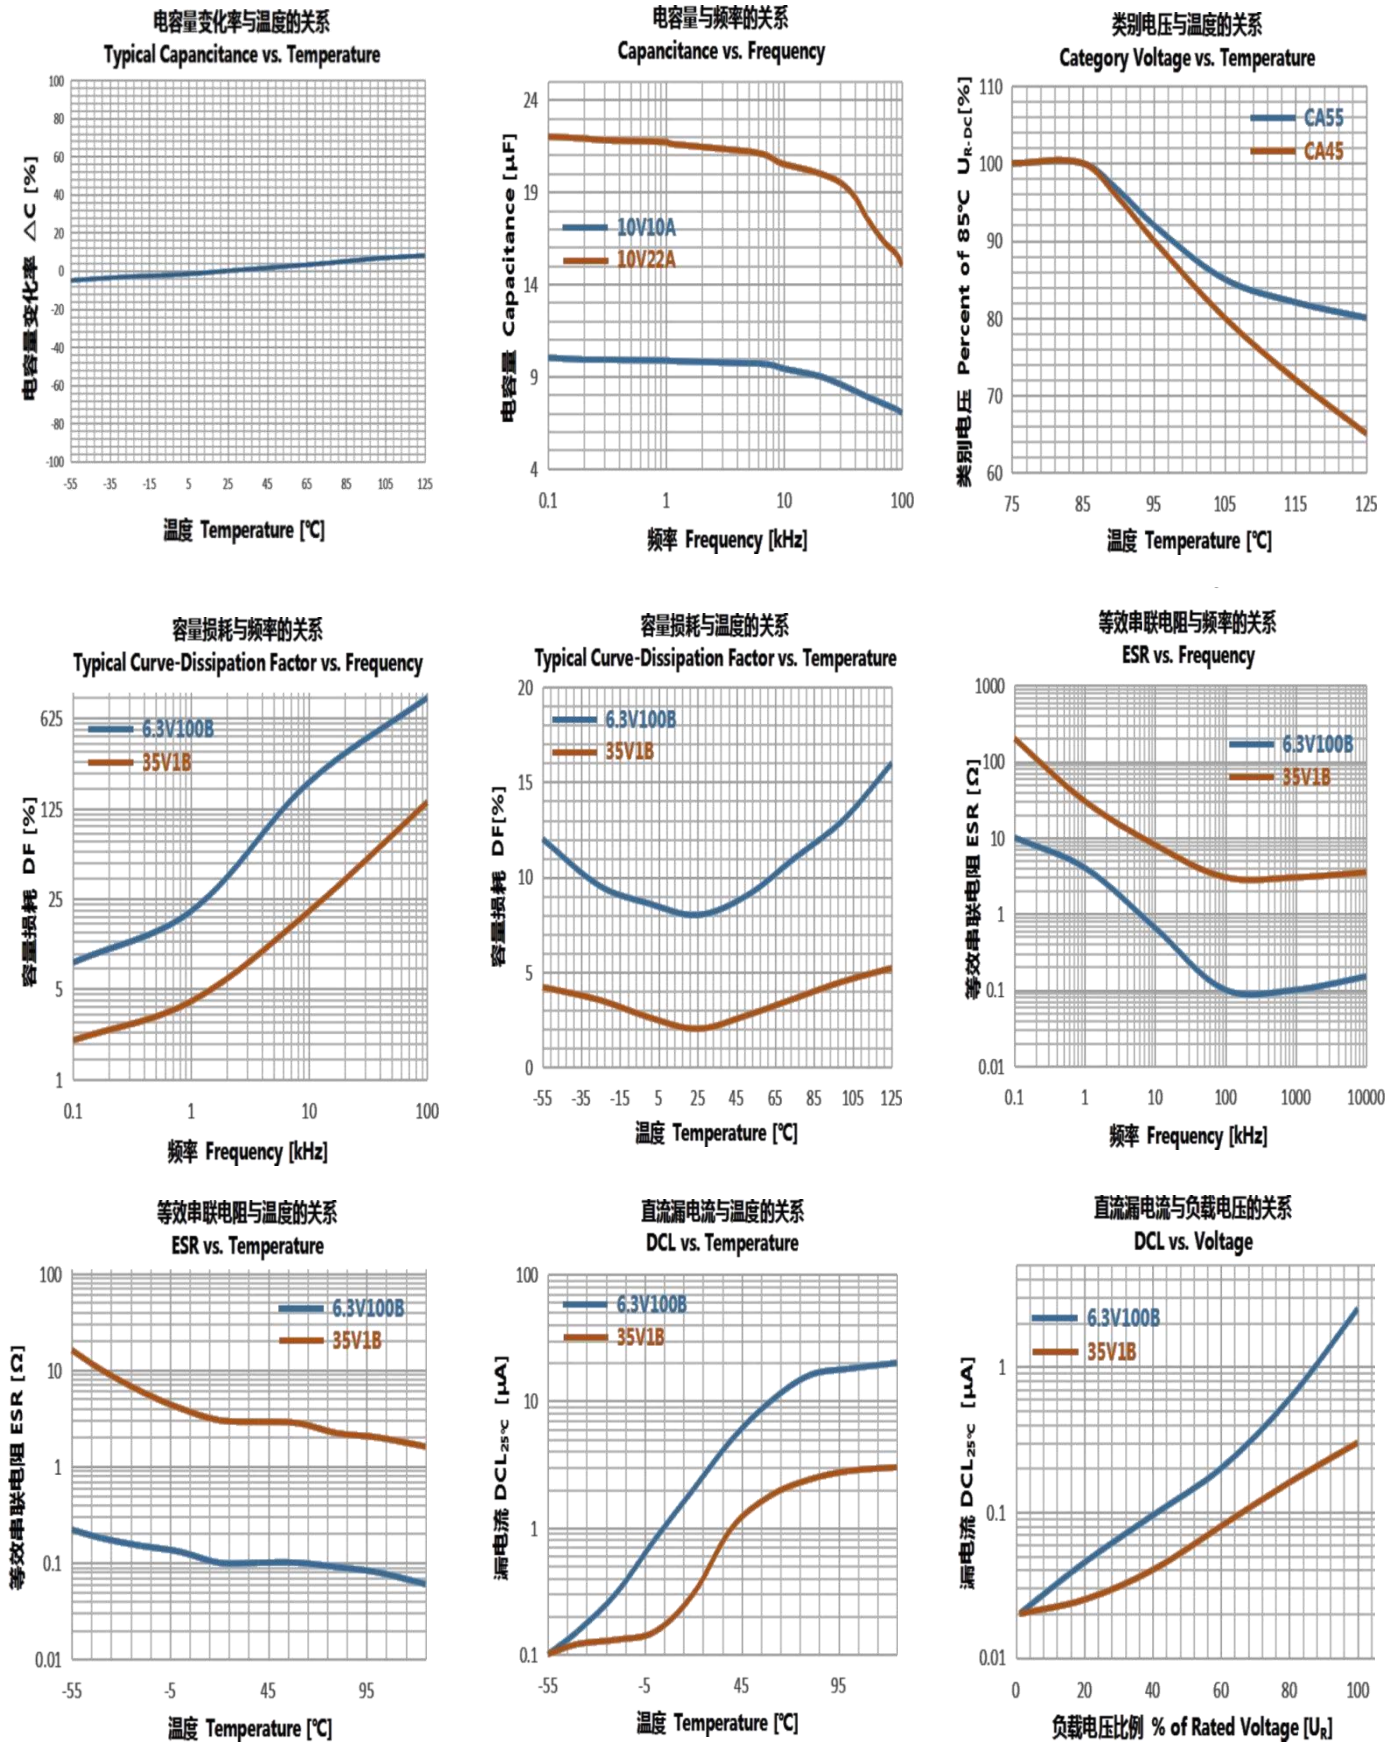 电容量变化率与温度的关系
Typical Capancitance vs. Temperature
电容量变化率 △C [%]
100
80
60
40
20
0
-20
-40
-60
-80
-100
-55 -35 -15 5 25 45 65 85 105 125
温度 Temperature [℃]
电容量与频率的关系
Capancitance vs. Frequency
电容量 Capacitance [μF]
24
19
14
9
4
10V10A
10V22A
0.1 1 10 100
频率 Frequency [kHz]
类别电压与温度的关系
Category Voltage vs. Temperature
类别电压 Percent of 85℃ UR-DC[%]
110
100
90
80
70
60
CA55
CA45
75 85 95 105 115 125
温度 Temperature [℃]
容量损耗与频率的关系
Typical Curve-Dissipation Factor vs. Frequency
容量损耗 DF[%]
625
125
25
5
1
6.3V100B
35V1B
0.1 1 10 100
频率 Frequency [kHz]
容量损耗与温度的关系
Typical Curve-Dissipation Factor vs. Temperature
容量损耗 DF[%]
20
15
10
5
0
6.3V100B
35V1B
-55 -35 -15 5 25 45 65 85 105 125
温度 Temperature [℃]
等效串联电阻与频率的关系
ESR vs. Frequency
等效串联电阻 ESR [Ω]
1000
100
10
1
0.1
0.01
6.3V100B
35V1B
0.1 1 10 100 1000 10000
频率 Frequency [kHz]
等效串联电阻与温度的关系
ESR vs. Temperature
等效串联电阻 ESR [Ω]
100
10
1
0.1
0.01
6.3V100B
35V1B
-55 -5 45 95
温度 Temperature [℃]
直流漏电流与温度的关系
DCL vs. Temperature
漏电流 DCL25℃ [μA]
100
10
1
0.1
6.3V100B
35V1B
-55 -5 45 95
温度 Temperature [℃]
直流漏电流与负载电压的关系
DCL vs. Voltage
漏电流 DCL25℃ [μA]
1
0.1
0.01
6.3V100B
35V1B
0 20 40 60 80 100
负载电压比例 % of Rated Voltage [UR]